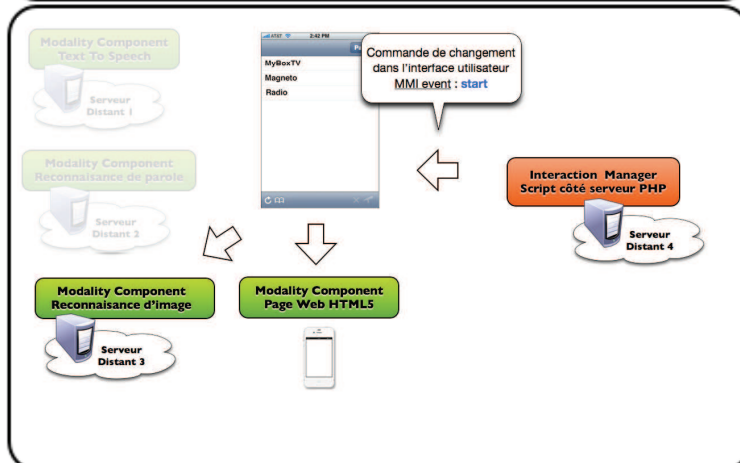 Modality Component
Text To Speech
Serveur
Distant 1
Modality Component
Reconnaisance de parole
Serveur
Distant 2
AT&T
2:42 PM
MyBoxTV
Magneto
Radio
Commande de changement
dans l'interface utilisateur
MMI event : start
Interaction Manager
Script côté serveur PHP
Serveur
Distant 4
Modality Component
Reconnaisance d'image
Serveur
Distant 3
Modality Component
Page Web HTML5